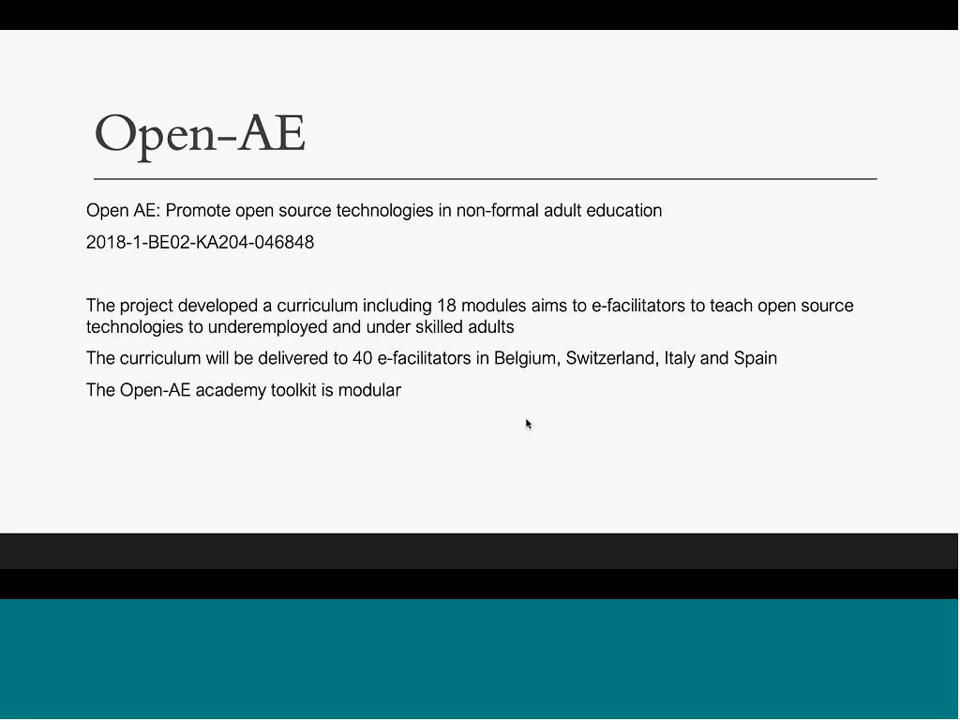 Open-AE
Open AE: Promote open source technologies in non-formal adult education
2018-1-BE02-KA204-046848
The project developed a curriculum including 18 modules aims to e-facilitators to teach open source
technologies to underemployed and under skilled adults
The curriculum will be delivered to 40 e-facilitators in Belgium, Switzerland, Italy and Spain
The Open-AE academy toolkit is modular